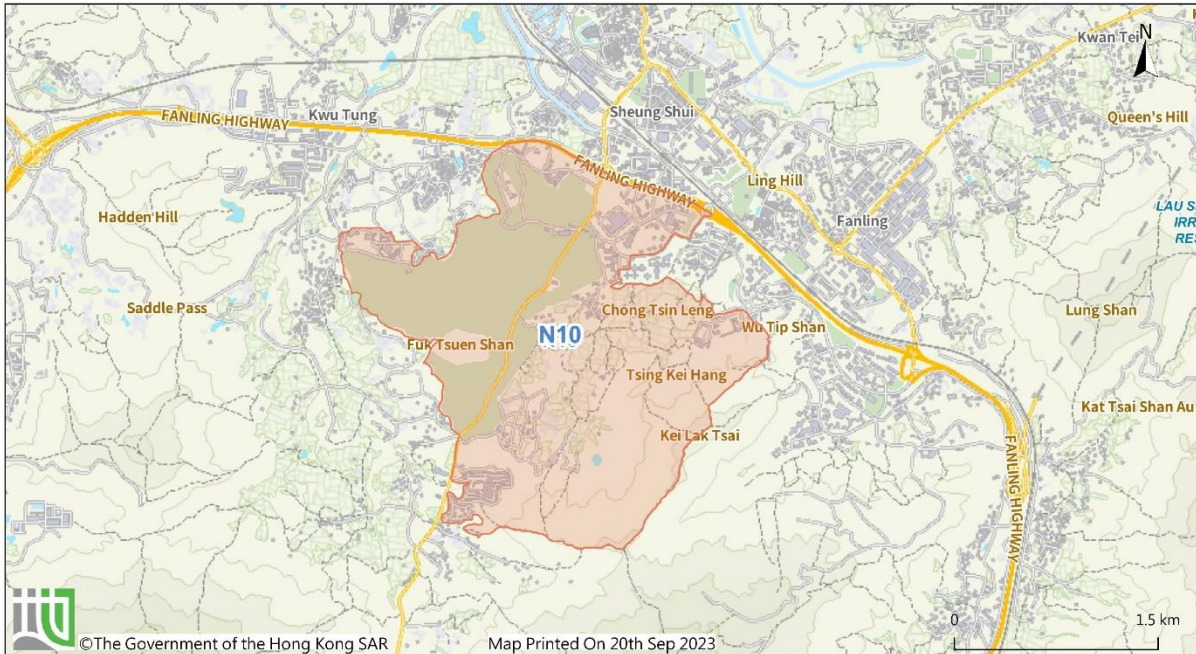 Kwan Tei
N
FANLING HIGHWAY
Kwu Tung
Sheung Shui
Queen's Hill
FANLING HIGHWAY
Ling Hill
Hadden Hill
Fanling
LAU S
IRR
RE
Saddle Pass
Chong Tsin Leng
Lung Shan
N10
Wu Tip Shan
Fuk Tsuen Shan
Tsing Kei Hang
Kat Tsai Shan Au
Kei Lak Tsai
FANLING HIGHWAY
0
1.5 km
©The Government of the Hong Kong SAR
Map Printed On 20th Sep 2023